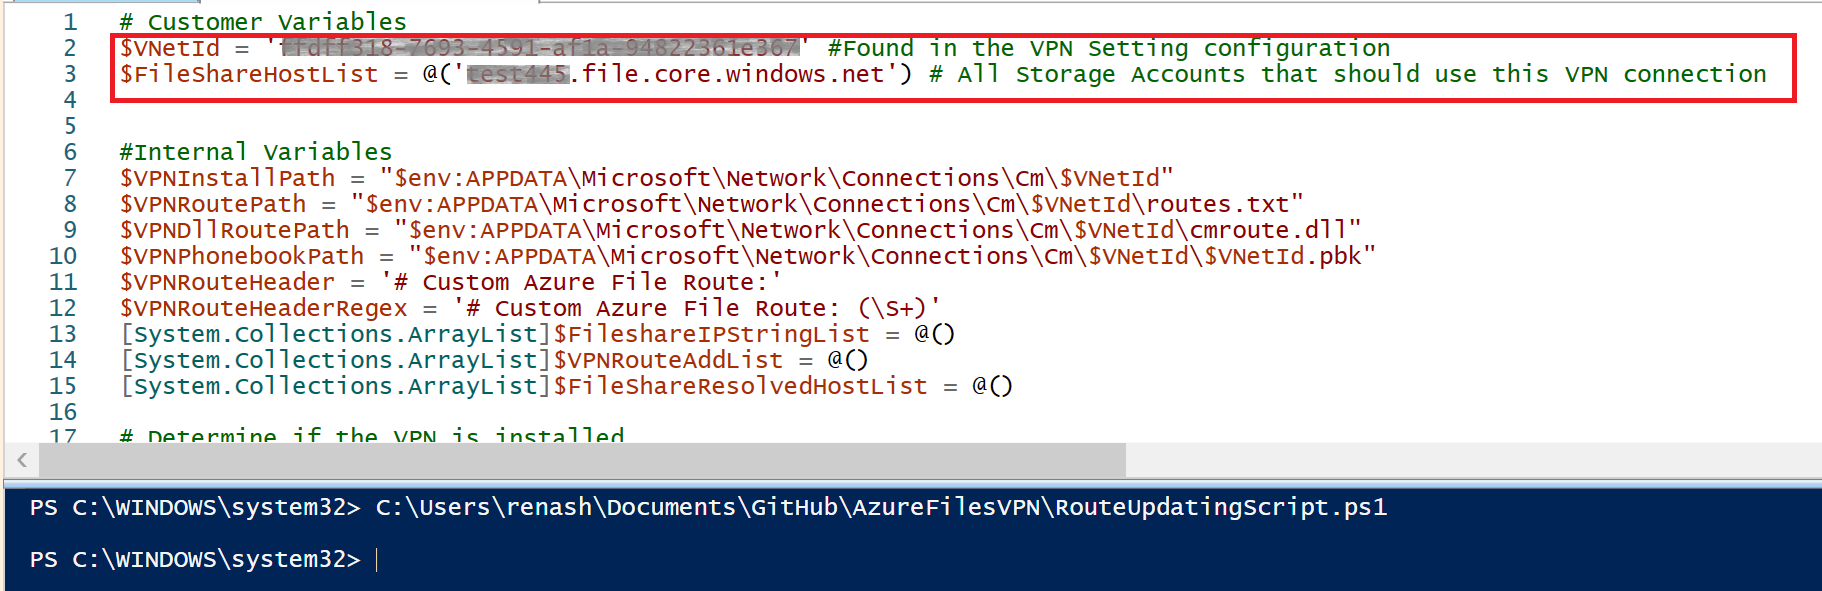 1 # Customer Variables
2 $VNetId = 'ffdff318-7693-4591-af1a-94822361e367' #Found in the VPN Setting configuration
3 $FileShareHostList = @('test445.file.core.windows.net') # All Storage Accounts that should use this VPN connection
4
5
6 #Internal Variables
7 $VPNInstallPath = "$env:APPDATA\Microsoft\Network\Connections\Cm\$VNetId"
8 $VPNRoutePath = "$env:APPDATA\Microsoft\Network\Connections\Cm\$VNetId\routes.txt"
9 $VPNDllRoutePath = "$env:APPDATA\Microsoft\Network\Connections\Cm\$VNetId\cmroute.dll"
10 $VPNPhonebookPath = "$env:APPDATA\Microsoft\Network\Connections\Cm\$VNetId\$VNetId.pbk"
11 $VPNRouteHeader = '# Custom Azure File Route:'
12 $VPNRouteHeaderRegex = '# Custom Azure File Route: (\S+)'
13 [System.Collections.ArrayList]$FileshareIPStringList = @()
14 [System.Collections.ArrayList]$VPNRouteAddList = @()
15 [System.Collections.ArrayList]$FileShareResolvedHostList = @()
16
17 # Determine if the VPN is installed
PS C:\WINDOWS\system32> C:\Users\renash\Documents\GitHub\AzureFilesVPN\RouteUpdatingScript.ps1
PS C:\WINDOWS\system32>